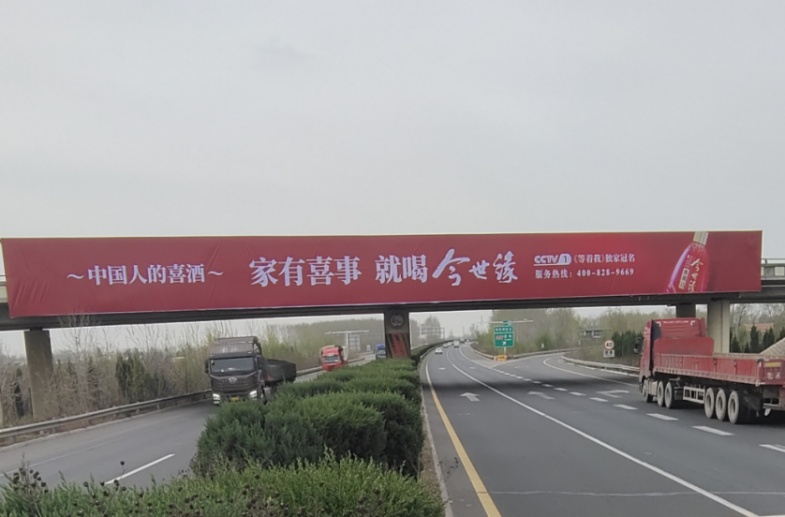 ~中国人的喜酒~
家有喜事 就喝今世缘
CCTV 1《等着我》独家冠名
服务热线：400-828-9669